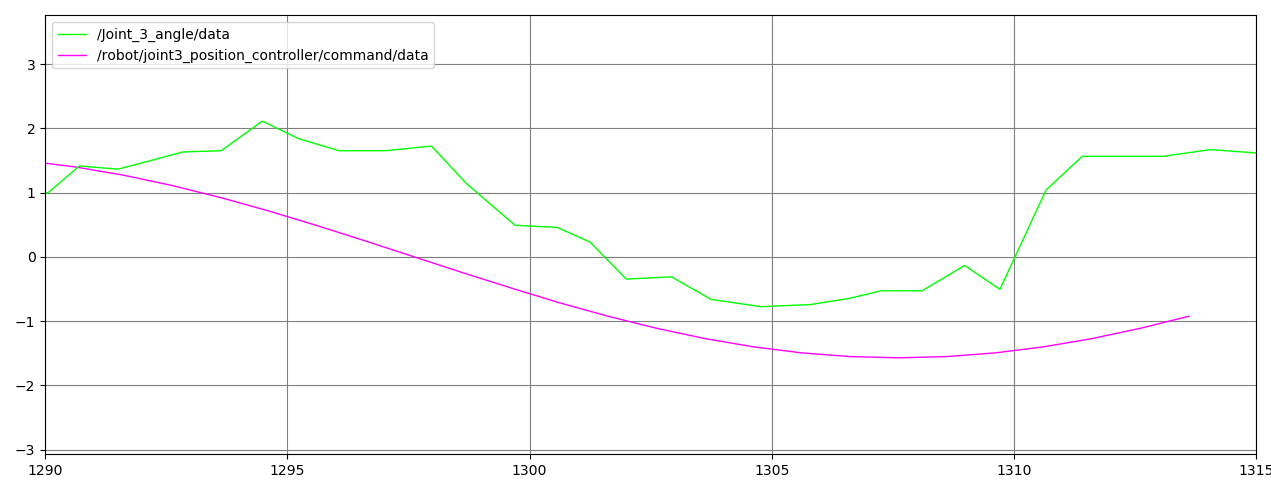 /Joint_3_angle/data
/robot/joint3_position_controller/command/data
3
2
1
0
−1
−2
−3
1290 1295 1300 1305 1310 1315